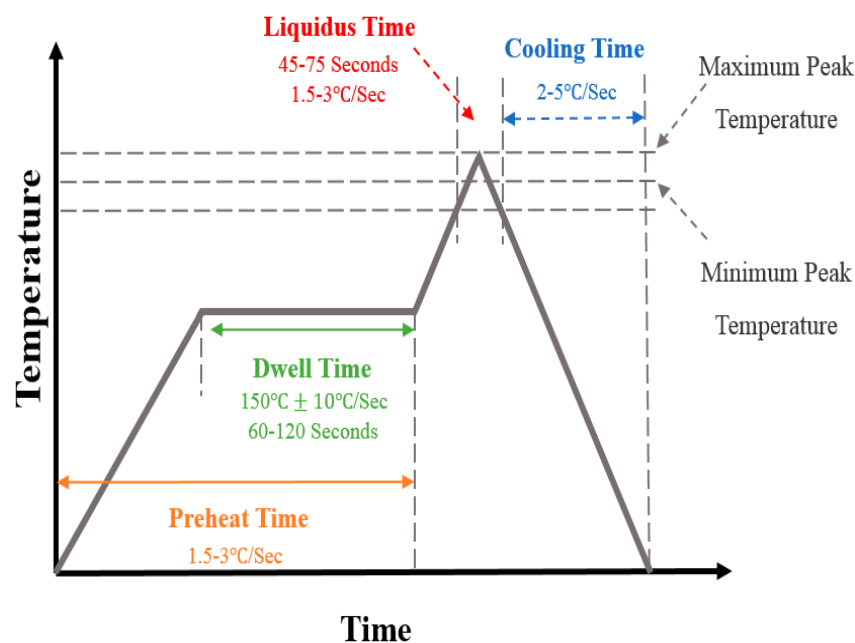 Liquidus Time
45-75 Seconds
1.5-3℃/Sec
Cooling Time
2-5℃/Sec
Maximum Peak
Temperature
Minimum Peak
Temperature
Temperature
Dwell Time
150℃ ± 10℃/Sec
60-120 Seconds
Preheat Time
1.5-3℃/Sec
Time